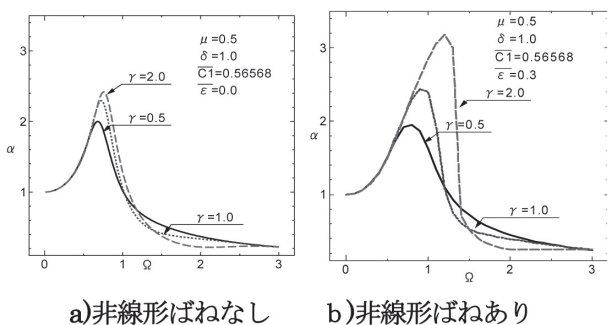 3
2
1
α
0
1
2
3
Ω
μ=0.5
δ=1.0
C1=0.56568
ε=0.0
γ=2.0
γ=0.5
γ=1.0
a)非線形ばねなし
3
2
1
α
0
1
2
3
Ω
μ=0.5
δ=1.0
C1=0.56568
ε=0.3
γ=2.0
γ=0.5
γ=1.0
b)非線形ばねあり